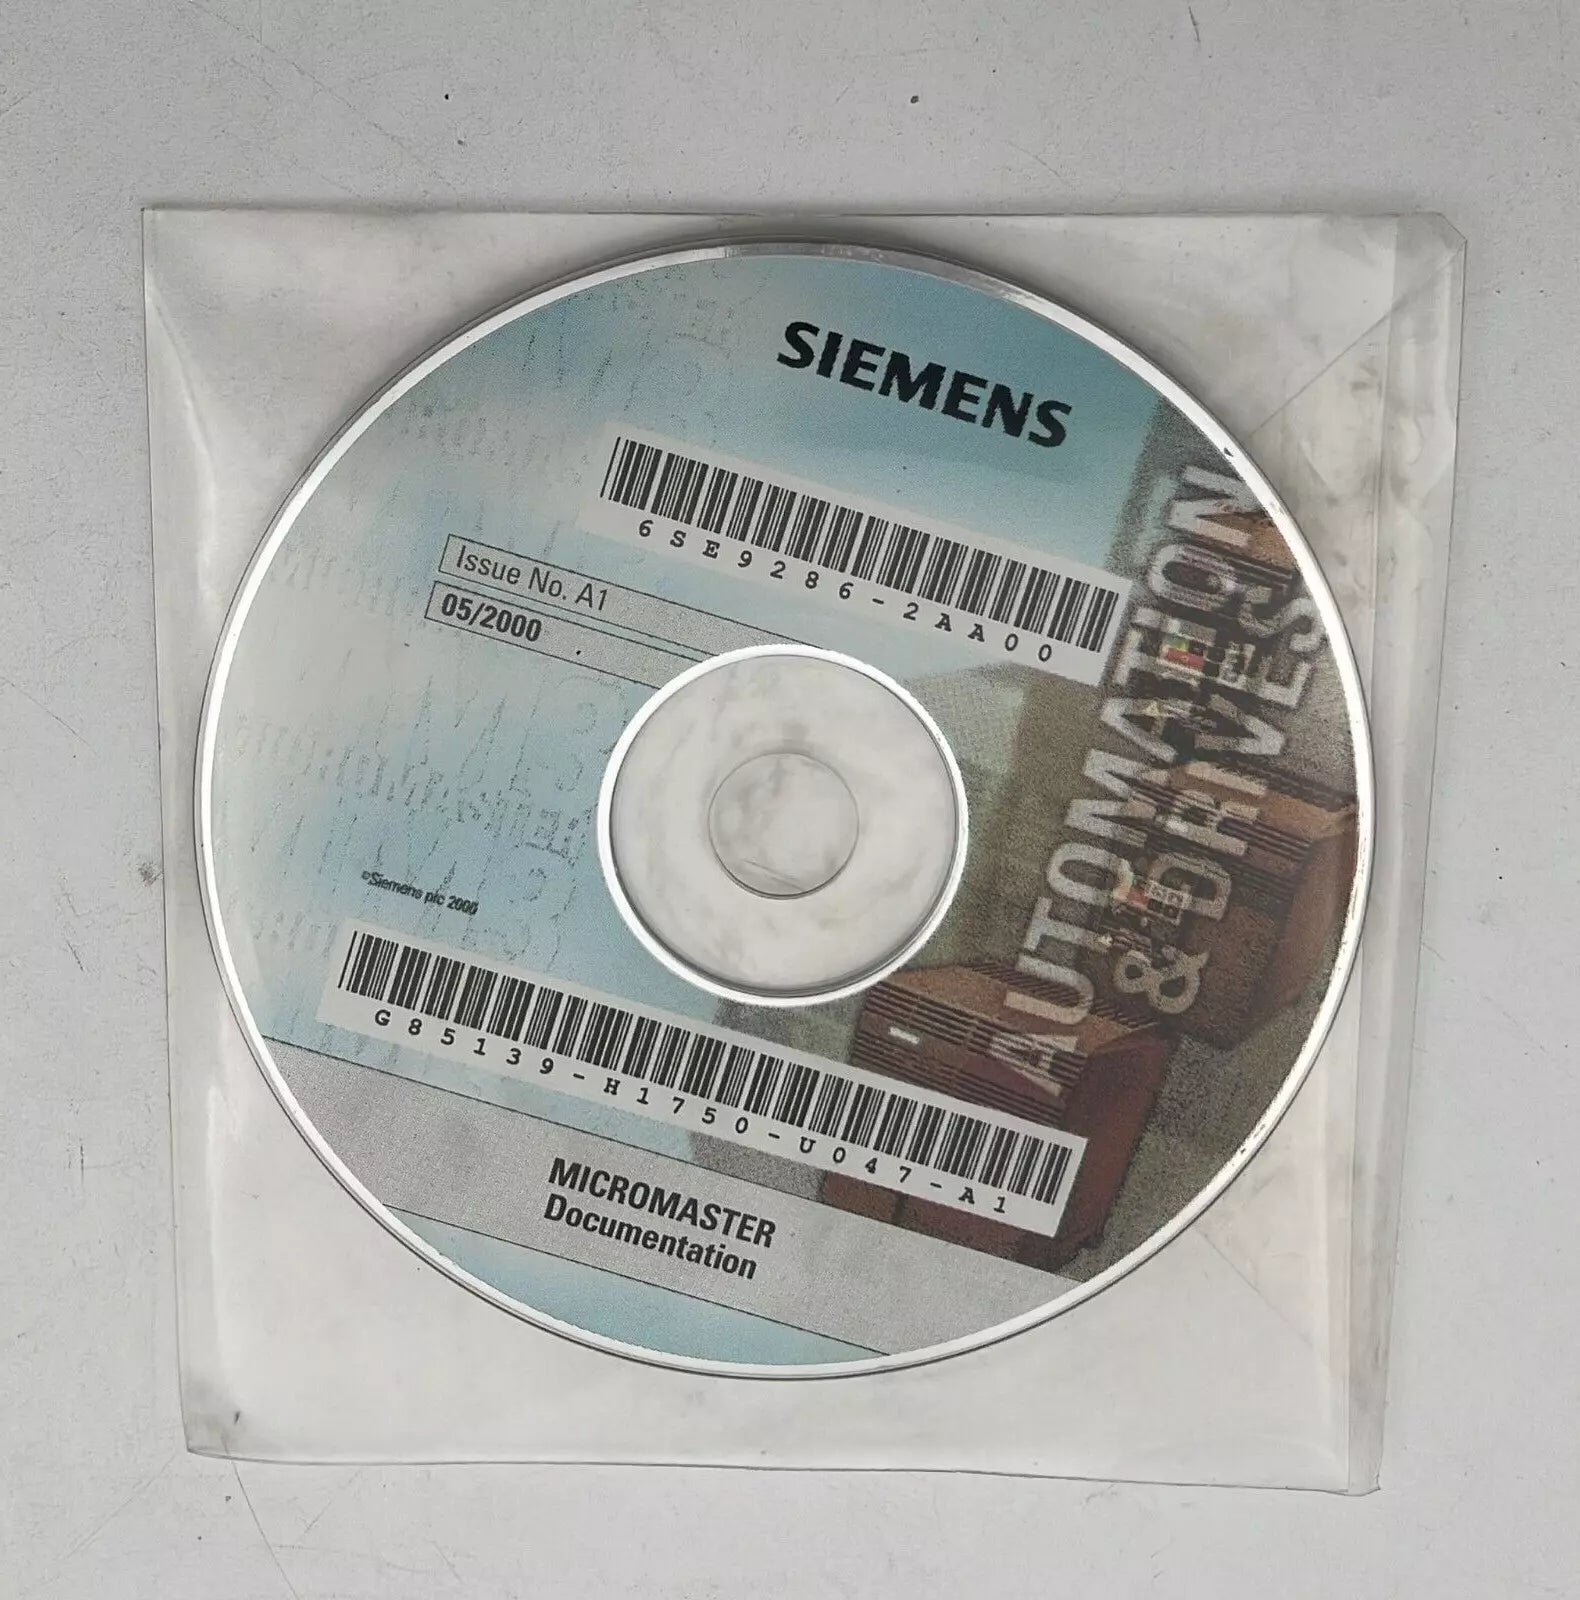 SIEMENS
6SE9286-2AA00
Issue No. A1
05/2000
AUTOMATION
& DRIVES
©Siemens plc 2000
G85139-H1750-U047-A1
MICROMASTER
Documentation